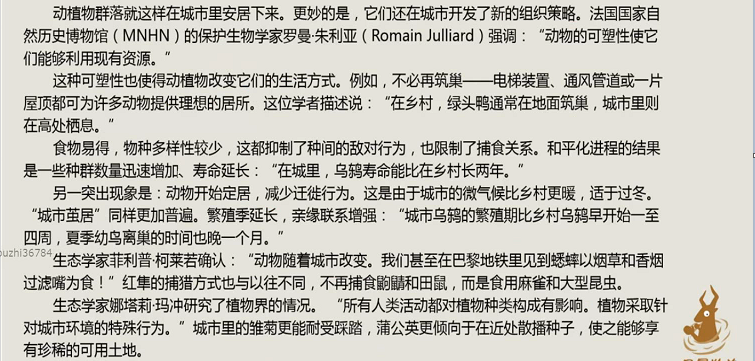 动植物群落就这样在城市里安居下来。更妙的是，它们还在城市开发了新的组织策略。法国国家自
然历史博物馆（MNHN）的保护生物学家罗曼·朱利亚（Romain Julliard）强调：“动物的可塑性使它
们能够利用现有资源。”
这种可塑性也使得动植物改变它们的生活方式。例如，不必再筑巢——电梯装置、通风管道或一片
屋顶都可为许多动物提供理想的居所。这位学者描述说：“在乡村，绿头鸭通常在地面筑巢，城市里则
在高处栖息。”
食物易得，物种多样性较少，这都抑制了种间的敌对行为，也限制了捕食关系。和平化进程的结果
是一些种群数量迅速增加、寿命延长：“在城里，乌鸫寿命能比在乡村长两年。”
另一突出现象是：动物开始定居，减少迁徙行为。这是由于城市的微气候比乡村更暖，适于过冬。
“城市茧居”同样更加普遍。繁殖季延长，亲缘联系增强：“城市乌鸫的繁殖期比乡村乌鸫早开始一至
四周，夏季幼鸟离巢的时间也晚一个月。”
ouzhi36784
生态学家菲利普·柯莱若确认：“动物随着城市改变。我们甚至在巴黎地铁里见到蟋蟀以烟草和香烟
过滤嘴为食！”红隼的捕猎方式也与以往不同，不再捕食鼩鼱和田鼠，而是食用麻雀和大型昆虫。
生态学家娜塔莉·玛冲研究了植物界的情况。 “所有人类活动都对植物种类构成有影响。植物采取针
对城市环境的特殊行为。”城市里的雏菊更能耐受踩踏，蒲公英更倾向于在近处散播种子，使之能够享
有珍稀的可用土地。